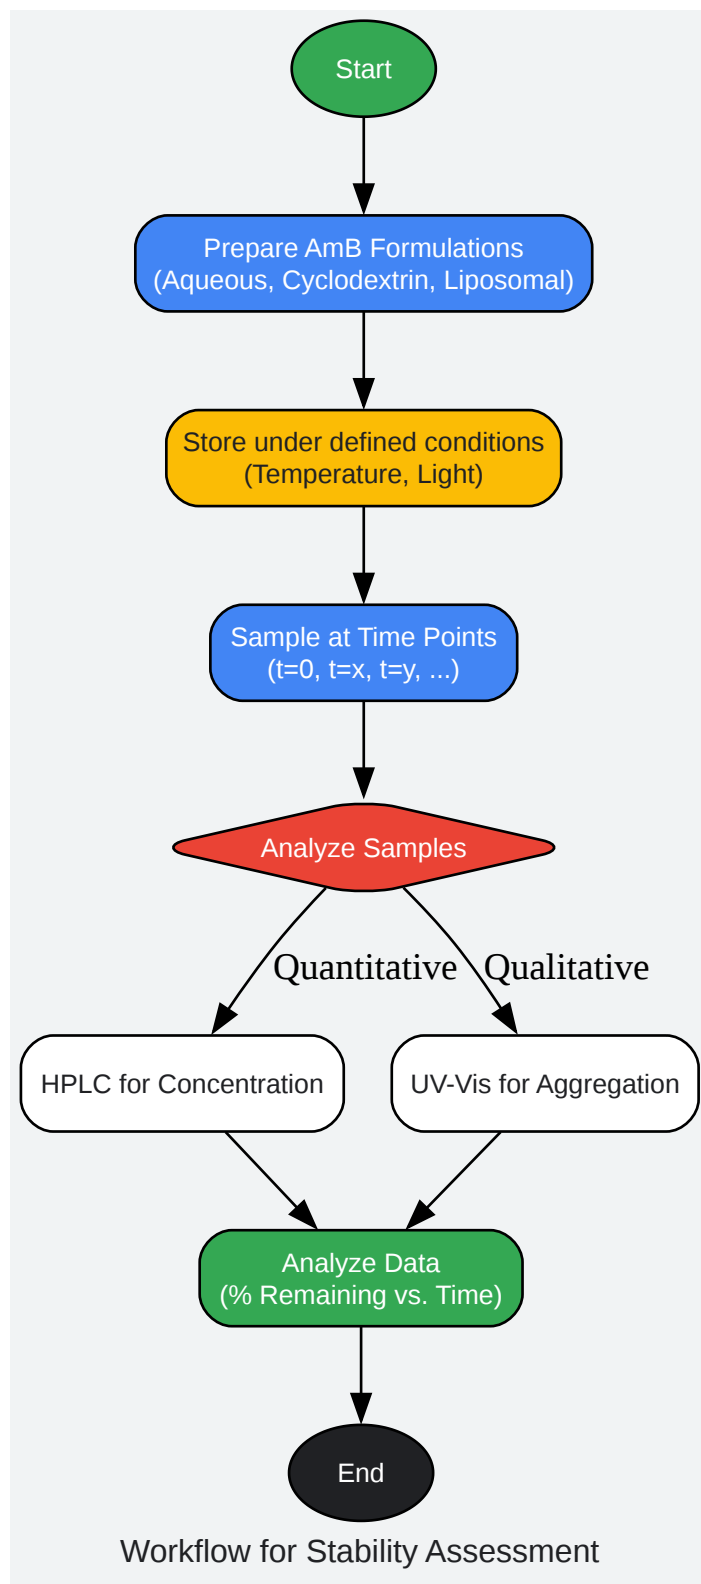 Start
Prepare AmB Formulations
(Aqueous, Cyclodextrin, Liposomal)
Store under defined conditions
(Temperature, Light)
Sample at Time Points
(t=0, t=x, t=y, ...)
Analyze Samples
Quantitative
Qualitative
HPLC for Concentration
UV-Vis for Aggregation
Analyze Data
(% Remaining vs. Time)
End
Workflow for Stability Assessment